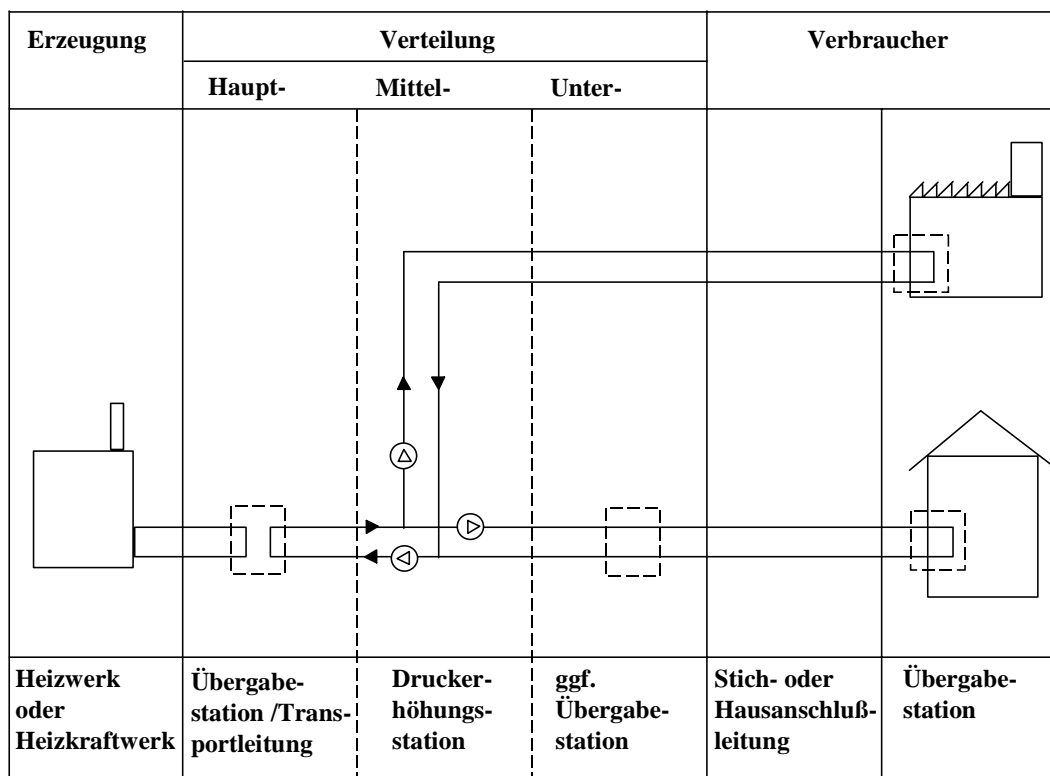 Erzeugung
Verteilung
Verbraucher
Haupt-
Mittel-
Unter-
Heizwerk
oder
Heizkraftwerk
Übergabe-
station /Trans-
portleitung
Drucker-
höhungs-
station
ggf.
Übergabe-
station
Stich- oder
Hausanschluß-
leitung
Übergabe-
station